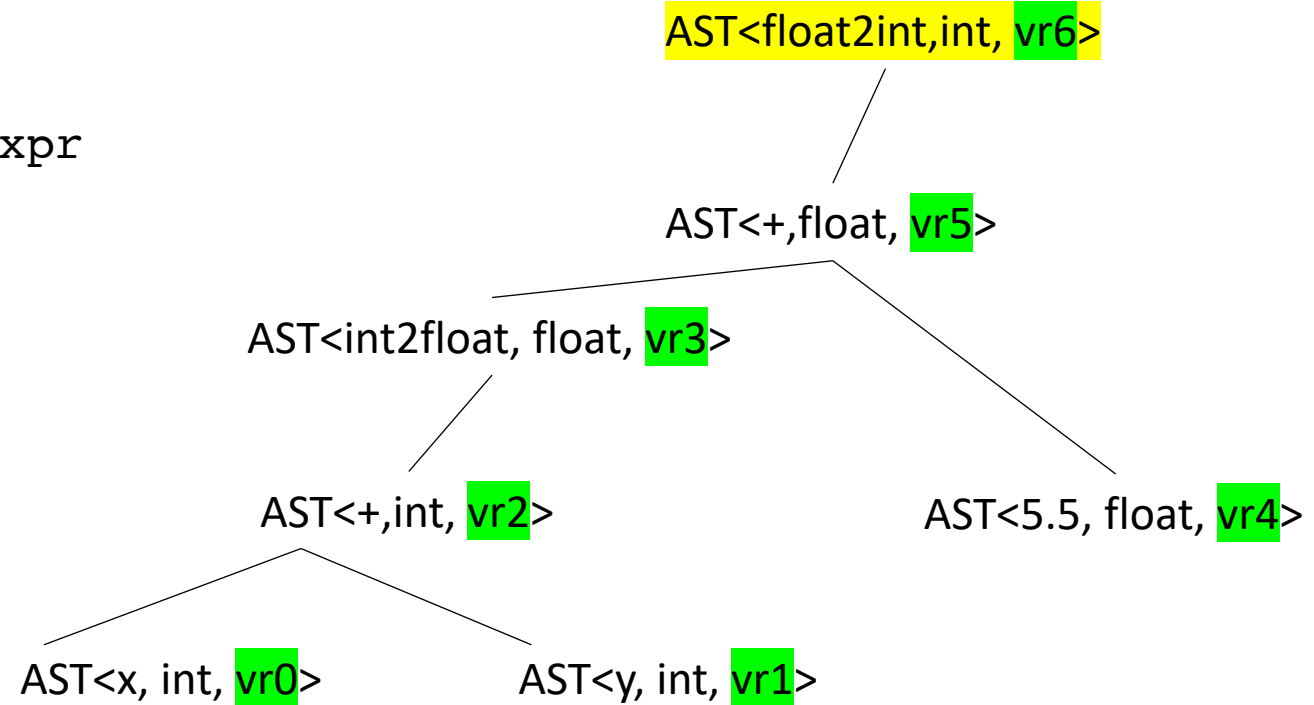 AST<float2int,int, vr6>
xpr
AST<+,float, vr5>
AST<int2float, float, vr3>
AST<+,int, vr2>
AST<5.5, float, vr4>
AST<x, int, vr0>
AST<y, int, vr1>